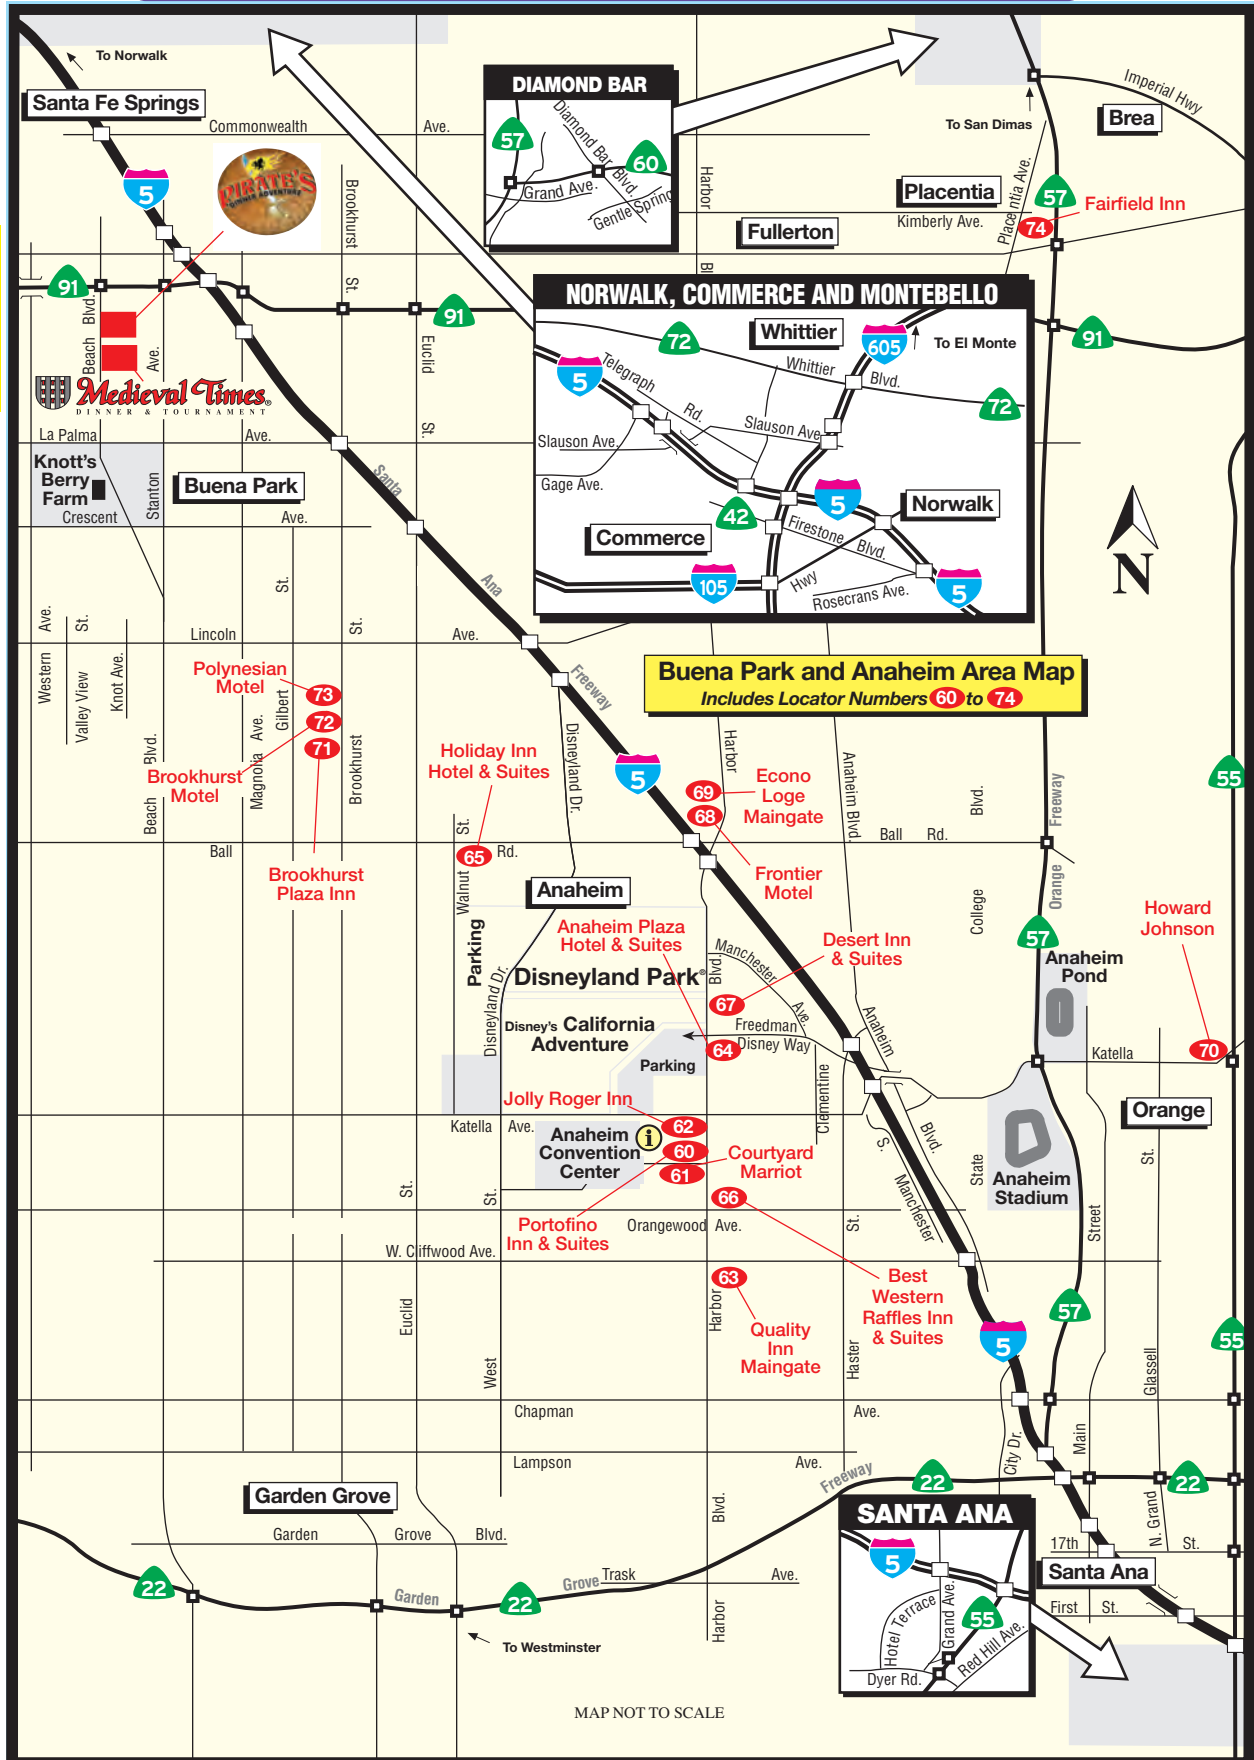 To Norwalk
Santa Fe Springs
Commonwealth Ave.
5
PIRATE'S
DINNER ADVENTURE
Brookhurst St.
DIAMOND BAR
57
60
Diamond Bar Blvd.
Grand Ave.
Gentle Spring
Harbor Bl
Imperial Hwy
To San Dimas
Brea
Placentia Ave.
Placentia
Kimberly Ave.
57
Fairfield Inn
74
Fullerton
91
91
91
Beach Blvd.
Ave.
Euclid St.
Medieval Times®
DINNER & TOURNAMENT
NORWALK, COMMERCE AND MONTEBELLO
Whittier
72
605
To El Monte
5
Telegraph Rd.
Whittier Blvd.
72
Slauson Ave.
Slauson Ave.
Gage Ave.
5
42
Norwalk
Commerce
Firestone Blvd.
105
Hwy
Rosecrans Ave.
5
La Palma Ave.
Knott's
Berry
Farm
Stanton
Buena Park
Crescent Ave.
Santa Ana Freeway
N
St.
St.
Lincoln Ave.
Western Ave.
Valley View St.
Knot Ave.
Beach Blvd.
Magnolia Ave.
Gilbert
Brookhurst
Polynesian
Motel
73
72
71
Brookhurst
Motel
Brookhurst
Plaza Inn
Buena Park and Anaheim Area Map
Includes Locator Numbers 60 to 74
Holiday Inn
Hotel & Suites
65
Disneyland Dr.
5
Harbor
69
68
Econo
Loge
Maingate
Frontier
Motel
Anaheim Blvd.
Blvd.
College
Orange Freeway
55
Ball Rd.
Ball Rd.
Walnut St.
Anaheim
Parking
Disneyland Dr.
Anaheim Plaza
Hotel & Suites
Disneyland Park®
Blvd.
Manchester Ave.
Desert Inn
& Suites
67
57
Anaheim
Pond
Howard
Johnson
70
Disney's California
Adventure
Freedman
Disney Way
64
Parking
Clementine
Anaheim Blvd.
Katella
Orange
Jolly Roger Inn
Katella Ave.
Anaheim
Convention
Center
i
62
60
61
Courtyard
Marriot
66
S. Manchester
State
Anaheim
Stadium
Street
St.
St.
St.
Portofino
Inn & Suites
Orangewood Ave.
St.
W. Cliffwood Ave.
63
Harbor
Quality
Inn
Maingate
Best
Western
Raffles Inn
& Suites
57
5
55
Euclid
West
Haster
Glassell
Chapman Ave.
Lampson Ave.
City Dr.
Main
Garden Grove
Freeway
22
22
N. Grand
Garden Grove Blvd.
Blvd.
SANTA ANA
5
Hotel Terrace
Grand Ave.
55
Dyer Rd.
Red Hill Ave.
17th St.
Santa Ana
First St.
22
Garden
22
Grove
Trask Ave.
Harbor
To Westminster
MAP NOT TO SCALE